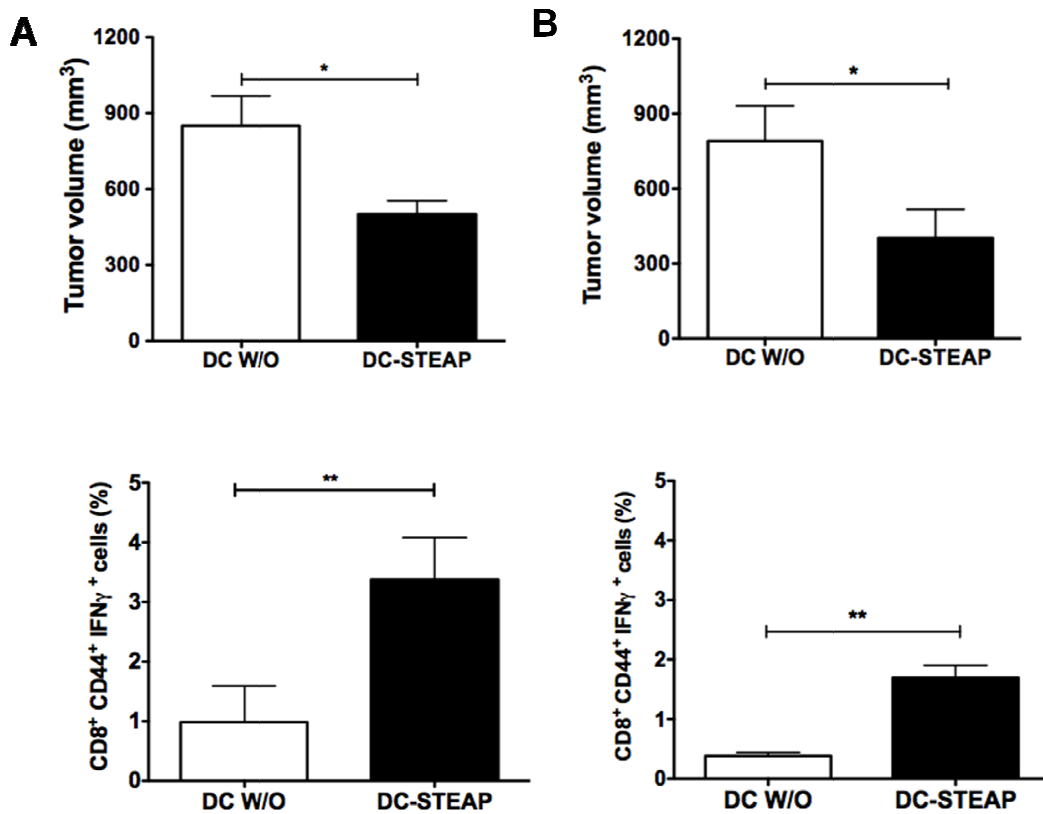 A
Tumor volume (mm³)
1200
900
600
300
0
*
DC W/O
DC-STEAP
B
Tumor volume (mm³)
1200
900
600
300
0
*
DC W/O
DC-STEAP
CD8⁺ CD44⁺ IFNγ ⁺ cells (%)
5
4
3
2
1
0
**
DC W/O
DC-STEAP
CD8⁺ CD44⁺ IFNγ ⁺ cells (%)
5
4
3
2
1
0
**
DC W/O
DC-STEAP